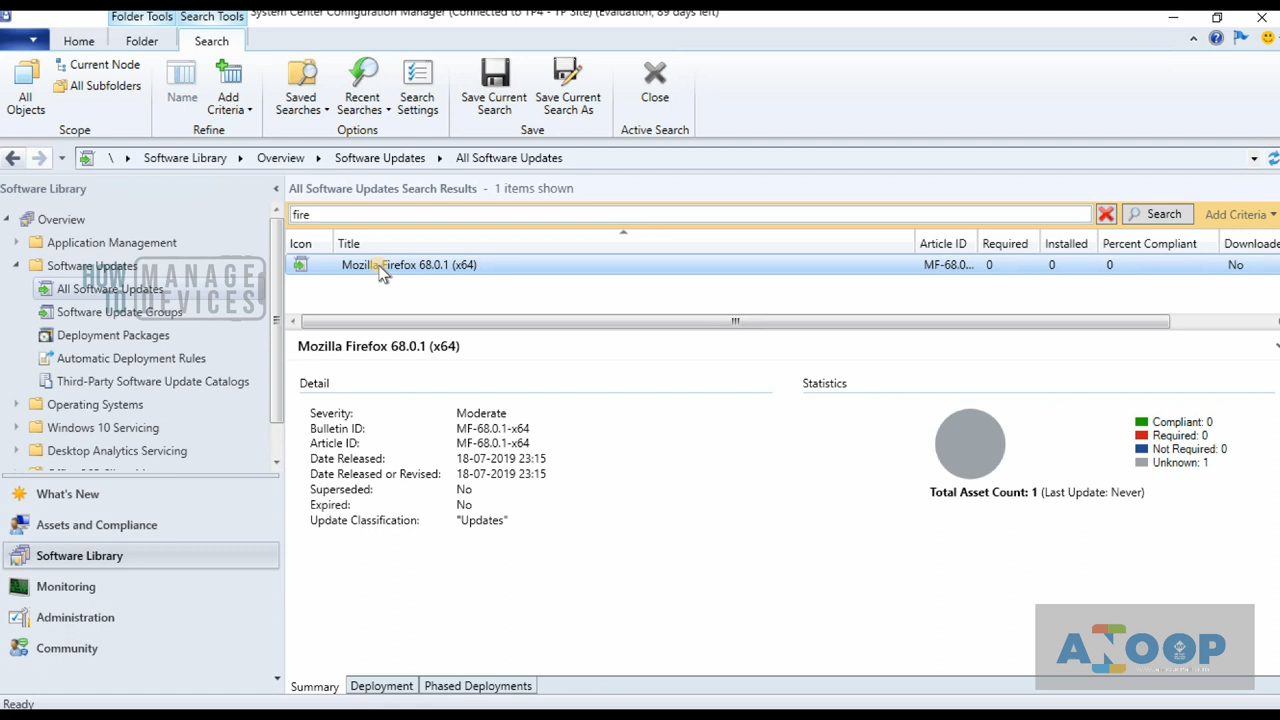 System Center Configuration Manager (Connected to TP4 - TP Site) (Evaluation, 89 days left)
Folder Tools
Search Tools
Home
Folder
Search
All Objects
Current Node
All Subfolders
Scope
Name
Add Criteria
Refine
Saved Searches
Recent Searches
Search Settings
Options
Save Current Search
Save Current Search As
Save
Close
Active Search
\ Software Library Overview Software Updates All Software Updates
Software Library
Overview
Application Management
Software Updates
All Software Updates
Software Update Groups
Deployment Packages
Automatic Deployment Rules
Third-Party Software Update Catalogs
Operating Systems
Windows 10 Servicing
Desktop Analytics Servicing
What's New
Assets and Compliance
Software Library
Monitoring
Administration
Community
HOW TO MANAGE DEVICES
All Software Updates Search Results - 1 items shown
fire
Search
Add Criteria
Icon Title Article ID Required Installed Percent Compliant Downloade
Mozilla Firefox 68.0.1 (x64) MF-68.0... 0 0 0 No
Mozilla Firefox 68.0.1 (x64)
Detail
Severity: Moderate
Bulletin ID: MF-68.0.1-x64
Article ID: MF-68.0.1-x64
Date Released: 18-07-2019 23:15
Date Released or Revised: 18-07-2019 23:15
Superseded: No
Expired: No
Update Classification: "Updates"
Statistics
Compliant: 0
Required: 0
Not Required: 0
Unknown: 1
Total Asset Count: 1 (Last Update: Never)
ANOOP
Summary Deployment Phased Deployments
Ready